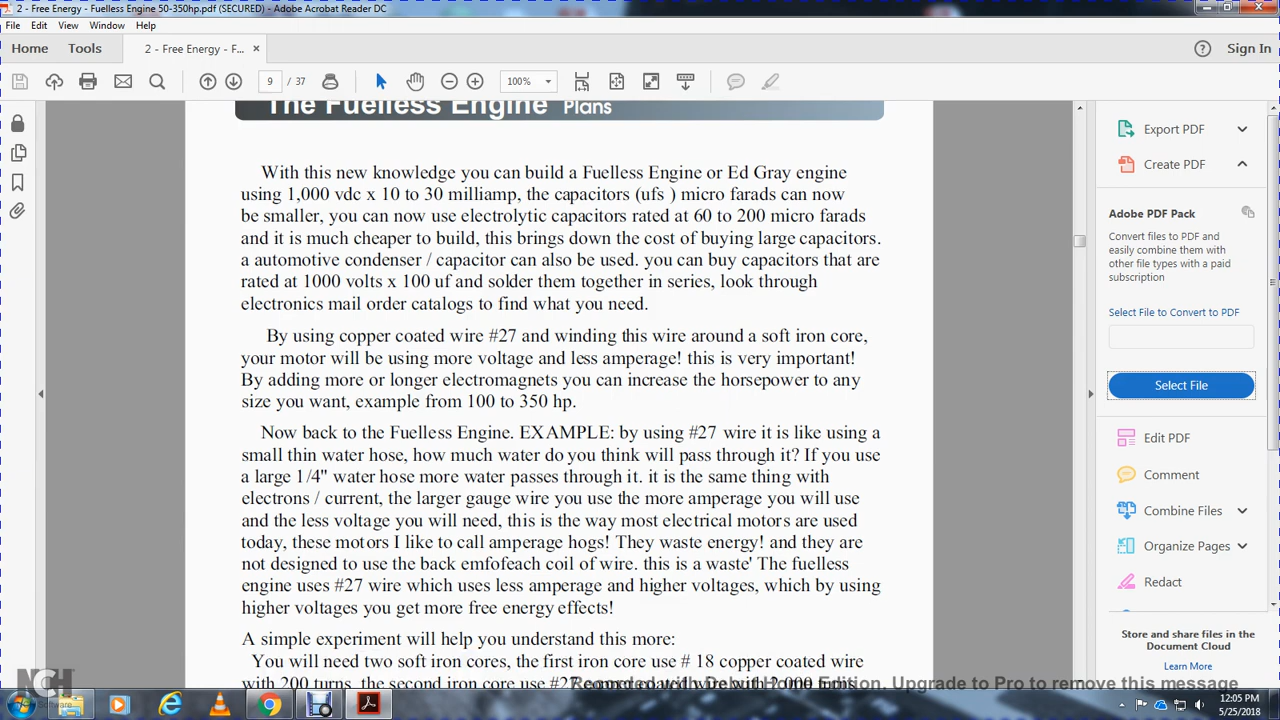 2 - Free Energy - Fuelless Engine 50-350hp.pdf (SECURED) - Adobe Acrobat Reader DC
File Edit View Window Help
Home Tools 2 - Free Energy - F... × Sign In
9 / 37 100%
The Fuelless Engine Plans
With this new knowledge you can build a Fuelless Engine or Ed Gray engine
using 1,000 vdc x 10 to 30 milliamp, the capacitors (ufs ) micro farads can now
be smaller, you can now use electrolytic capacitors rated at 60 to 200 micro farads
and it is much cheaper to build, this brings down the cost of buying large capacitors.
a automotive condenser / capacitor can also be used. you can buy capacitors that are
rated at 1000 volts x 100 uf and solder them together in series, look through
electronics mail order catalogs to find what you need.
By using copper coated wire #27 and winding this wire around a soft iron core,
your motor will be using more voltage and less amperage! this is very important!
By adding more or longer electromagnets you can increase the horsepower to any
size you want, example from 100 to 350 hp.
Now back to the Fuelless Engine. EXAMPLE: by using #27 wire it is like using a
small thin water hose, how much water do you think will pass through it? If you use
a large 1/4" water hose more water passes through it. it is the same thing with
electrons / current, the larger gauge wire you use the more amperage you will use
and the less voltage you will need, this is the way most electrical motors are used
today, these motors I like to call amperage hogs! They waste energy! and they are
not designed to use the back emfofeach coil of wire. this is a waste' The fuelless
engine uses #27 wire which uses less amperage and higher voltages, which by using
higher voltages you get more free energy effects!
A simple experiment will help you understand this more:
You will need two soft iron cores, the first iron core use # 18 copper coated wire
with 200 turns, the second iron core use #27 copper coated wire with 2,000 turns
Export PDF
Create PDF
Adobe PDF Pack
Convert files to PDF and
easily combine them with
other file types with a paid
subscription
Select File to Convert to PDF
Select File
Edit PDF
Comment
Combine Files
Organize Pages
Redact
Store and share files in the
Document Cloud
Learn More
NCH
Software
Edition. Upgrade to Pro to remove this message
12:05 PM
5/25/2018